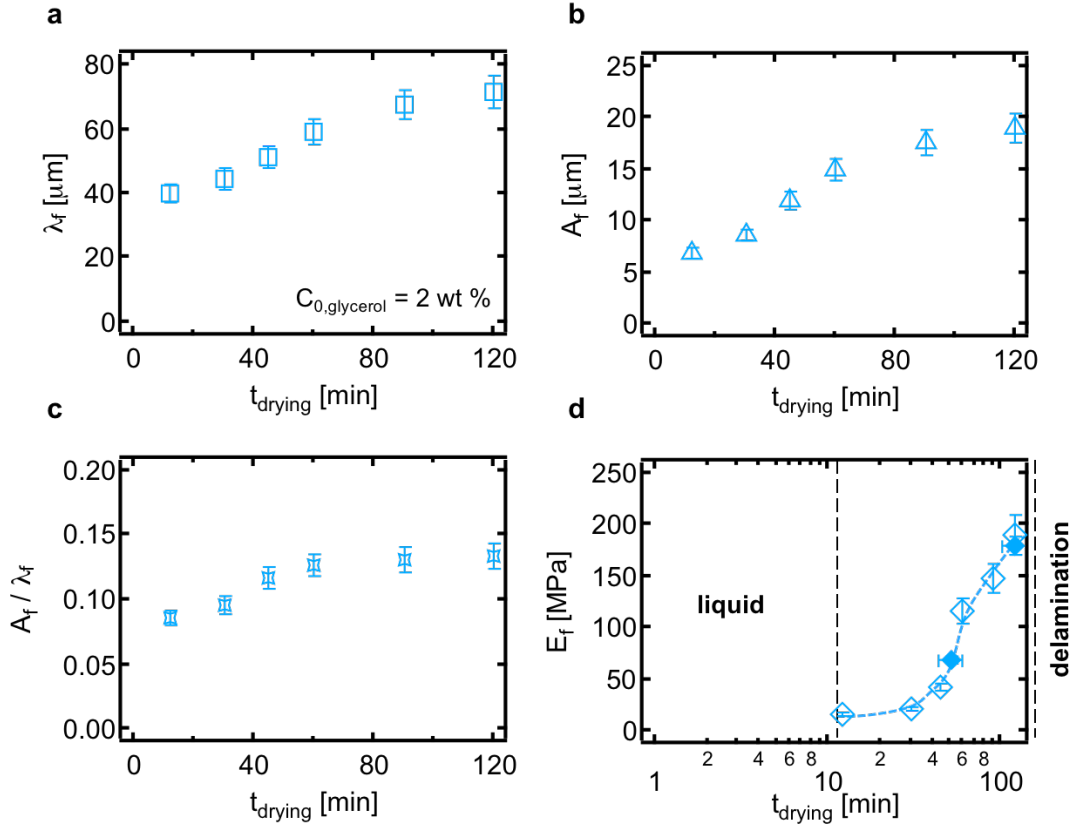 a
80
60
40
20
0
λf [μm]
C0,glycerol = 2 wt %
0 40 80 120
tdrying [min]
b
25
20
15
10
5
0
Af [μm]
0 40 80 120
tdrying [min]
c
0.20
0.15
0.10
0.05
0.00
Af / λf
0 40 80 120
tdrying [min]
d
250
200
150
100
50
0
Ef [MPa]
liquid
delamination
2 4 6 8 2 4 6 8
1 10 100
tdrying [min]